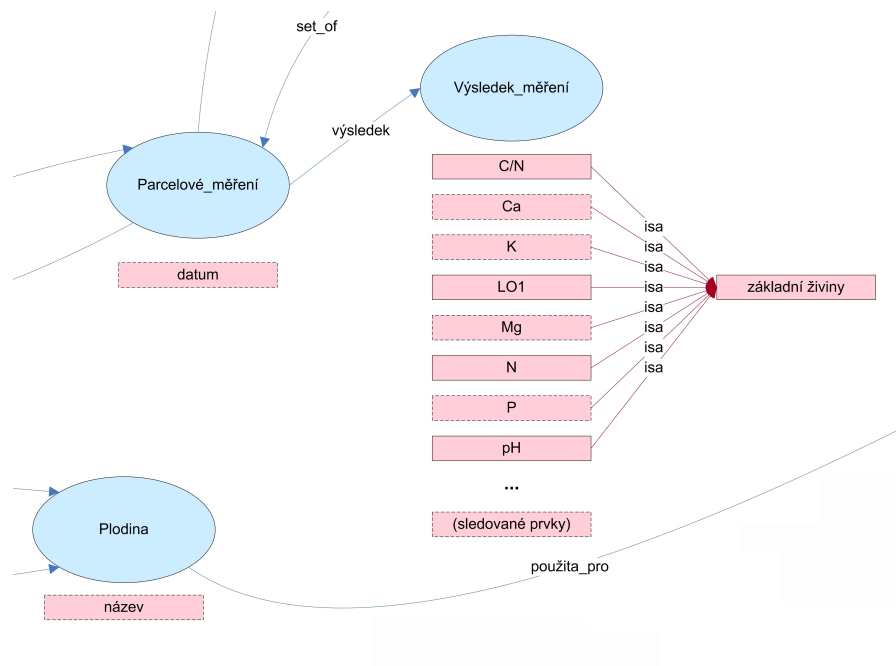 set_of
Výsledek_měření
výsledek
C/N
Parcelové_měření
Ca
isa
K
isa
datum
isa
LO1
isa
základní živiny
isa
Mg
isa
isa
N
isa
P
pH
...
Plodina
(sledované prvky)
použita_pro
název